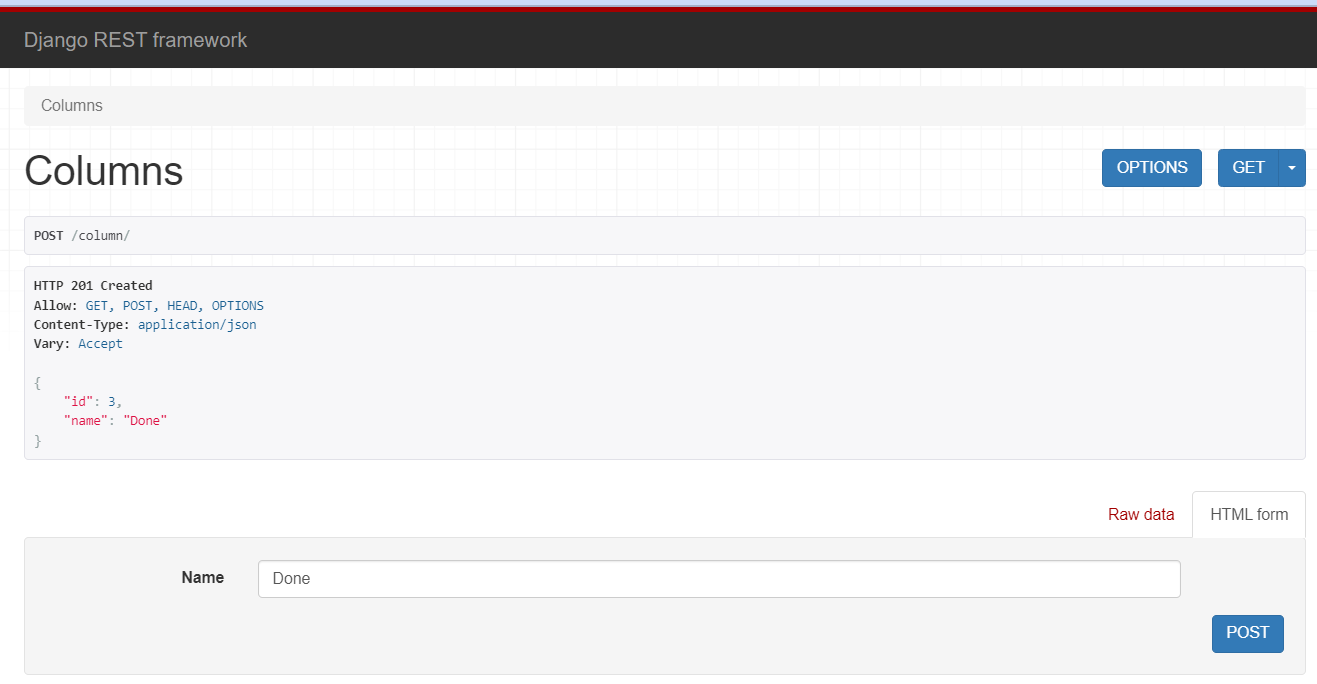 Django REST framework
Columns
Columns
OPTIONS
GET
POST /column/
HTTP 201 Created
Allow: GET, POST, HEAD, OPTIONS
Content-Type: application/json
Vary: Accept
{
"id": 3,
"name": "Done"
}
Raw data
HTML form
Name
Done
POST